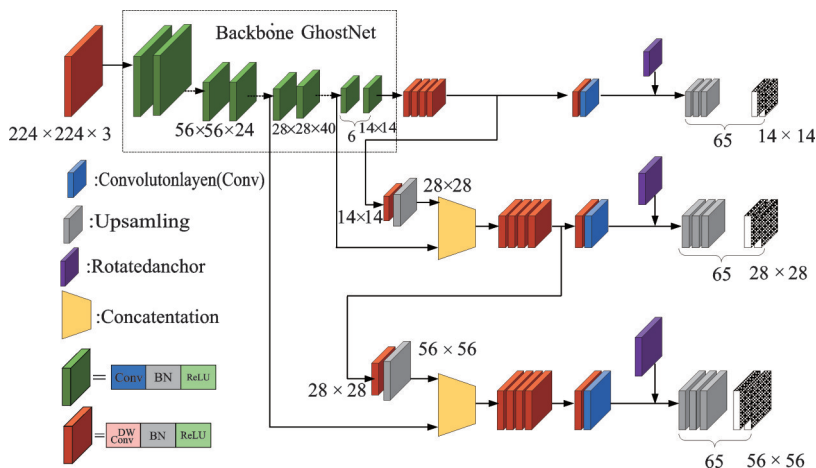 Backbone GhostNet
224 × 224 × 3
56×56×24
28×28×40
6
14×14
65
14 × 14
:Convolutonlayen(Conv)
:Upsamling
:Rotatedanchor
:Concatentation
14×14
28×28
65
28 × 28
28 × 28
56 × 56
65
56 × 56
= Conv BN ReLU
= DW Conv BN ReLU